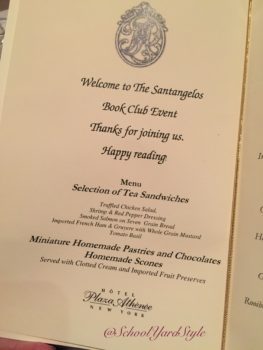 Welcome to The Santangelos
Book Club Event
Thanks for joining us.
Happy reading
Menu
Selection of Tea Sandwiches
Truffled Chicken Salad,
Shrimp & Red Pepper Dressing
Smoked Salmon on Seven Grain Bread
Imported French Ham & Gruyere with Whole Grain Mustard
Tomato Basil
Miniature Homemade Pastries and Chocolates
Homemade Scones
Served with Clotted Cream and Imported Fruit Preserves
HÔTEL
Plaza Athénée
NEW YORK
@SchoolYardStyle